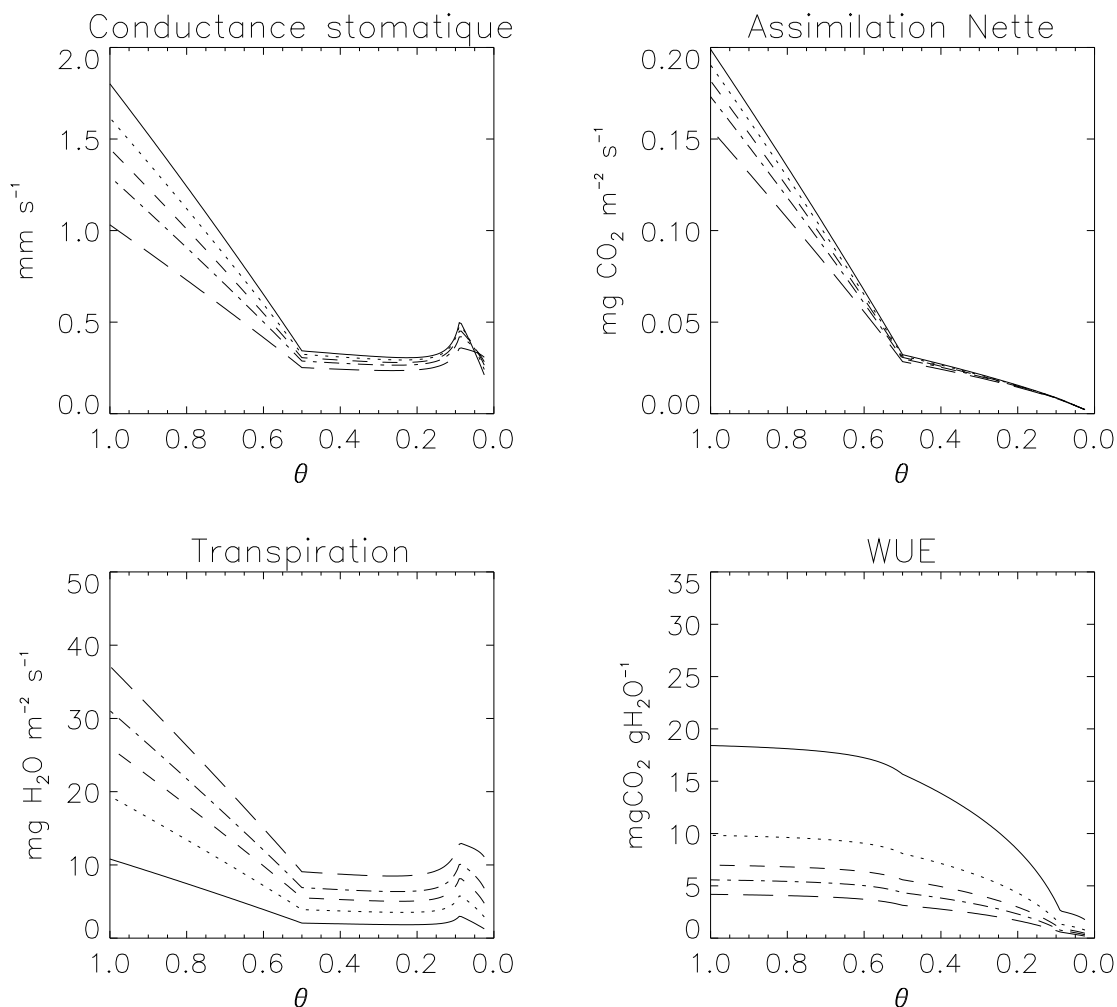 Conductance stomatique
2.0
1.5
1.0
0.5
0.0
mm s⁻¹
1.0 0.8 0.6 0.4 0.2 0.0
θ
Assimilation Nette
0.20
0.15
0.10
0.05
0.00
mg CO₂ m⁻² s⁻¹
1.0 0.8 0.6 0.4 0.2 0.0
θ
Transpiration
50
40
30
20
10
0
mg H₂O m⁻² s⁻¹
1.0 0.8 0.6 0.4 0.2 0.0
θ
WUE
35
30
25
20
15
10
5
0
mgCO₂ gH₂O⁻¹
1.0 0.8 0.6 0.4 0.2 0.0
θ